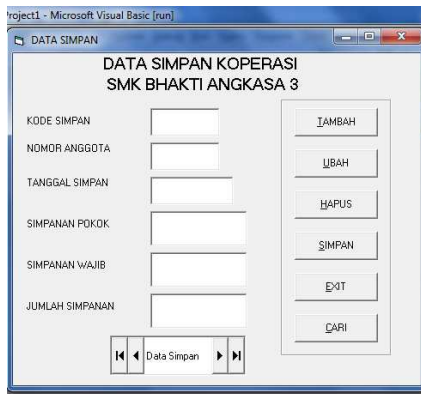 Project1 - Microsoft Visual Basic [run]
DATA SIMPAN
DATA SIMPAN KOPERASI
SMK BHAKTI ANGKASA 3
KODE SIMPAN
NOMOR ANGGOTA
TANGGAL SIMPAN
SIMPANAN POKOK
SIMPANAN WAJIB
JUMLAH SIMPANAN
Data Simpan
TAMBAH
UBAH
HAPUS
SIMPAN
EXIT
CARI